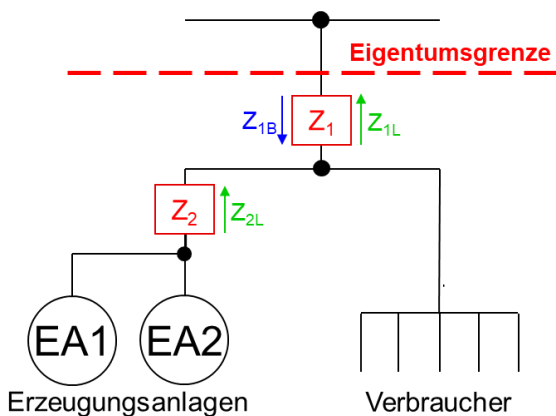 Eigentumsgrenze
Z1B Z1 Z1L
Z2 Z2L
EA1 EA2
Erzeugungsanlagen Verbraucher